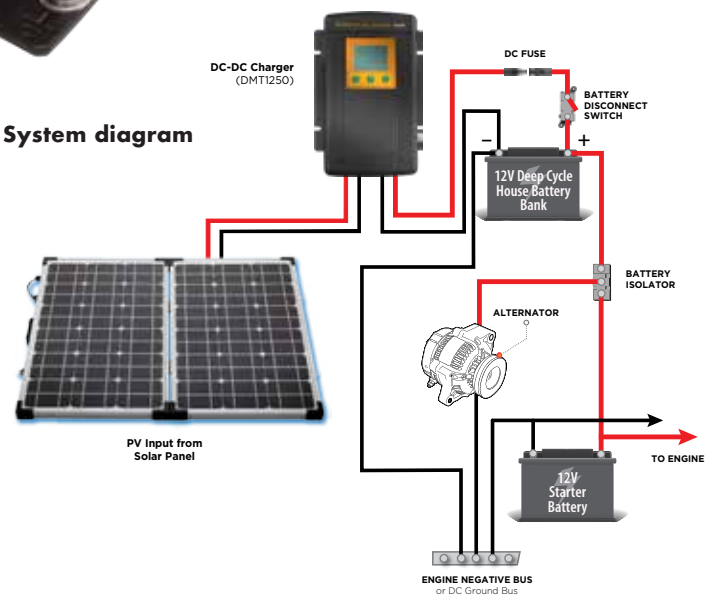 DC-DC Charger
(DMT1250)
DC FUSE
BATTERY
DISCONNECT
SWITCH
System diagram
–
+
12V Deep Cycle
House Battery
Bank
BATTERY
ISOLATOR
ALTERNATOR
PV Input from
Solar Panel
TO ENGINE
12V
Starter
Battery
ENGINE NEGATIVE BUS
or DC Ground Bus